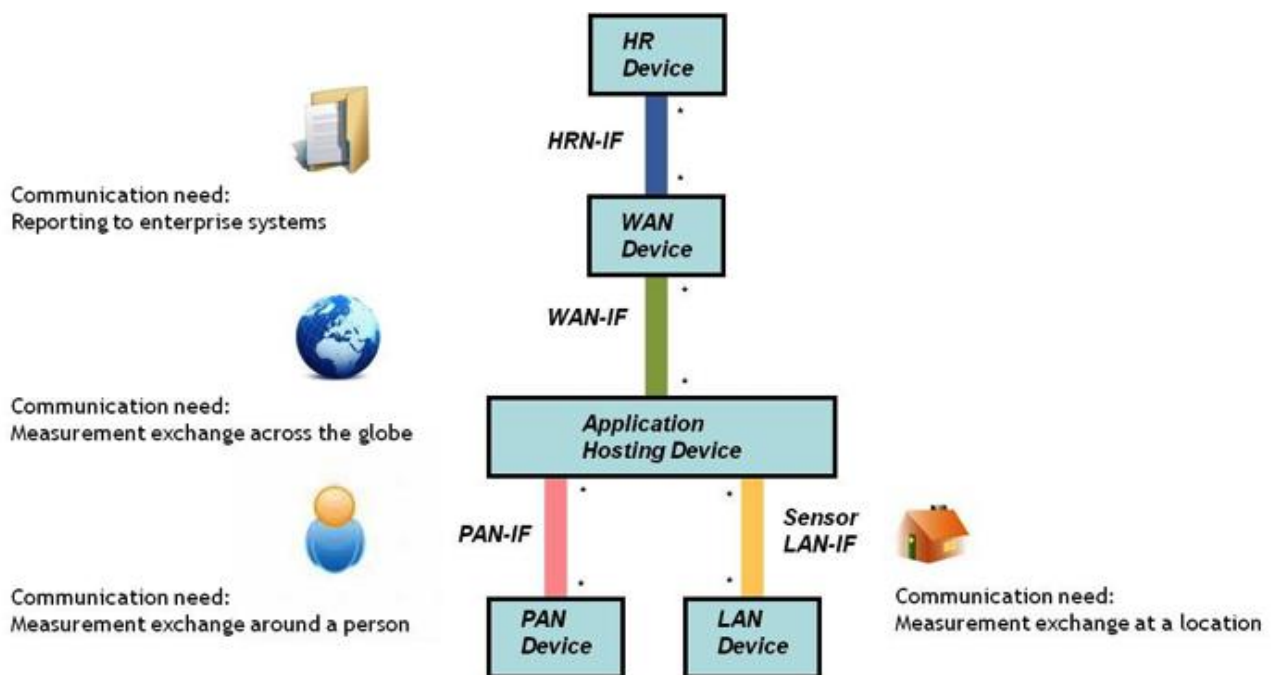 HR
Device
HRN-IF
*
*
Communication need:
Reporting to enterprise systems
WAN
Device
WAN-IF
*
*
Communication need:
Measurement exchange across the globe
Application
Hosting Device
PAN-IF
*
*
*
*
Sensor
LAN-IF
Communication need:
Measurement exchange around a person
PAN
Device
LAN
Device
Communication need:
Measurement exchange at a location